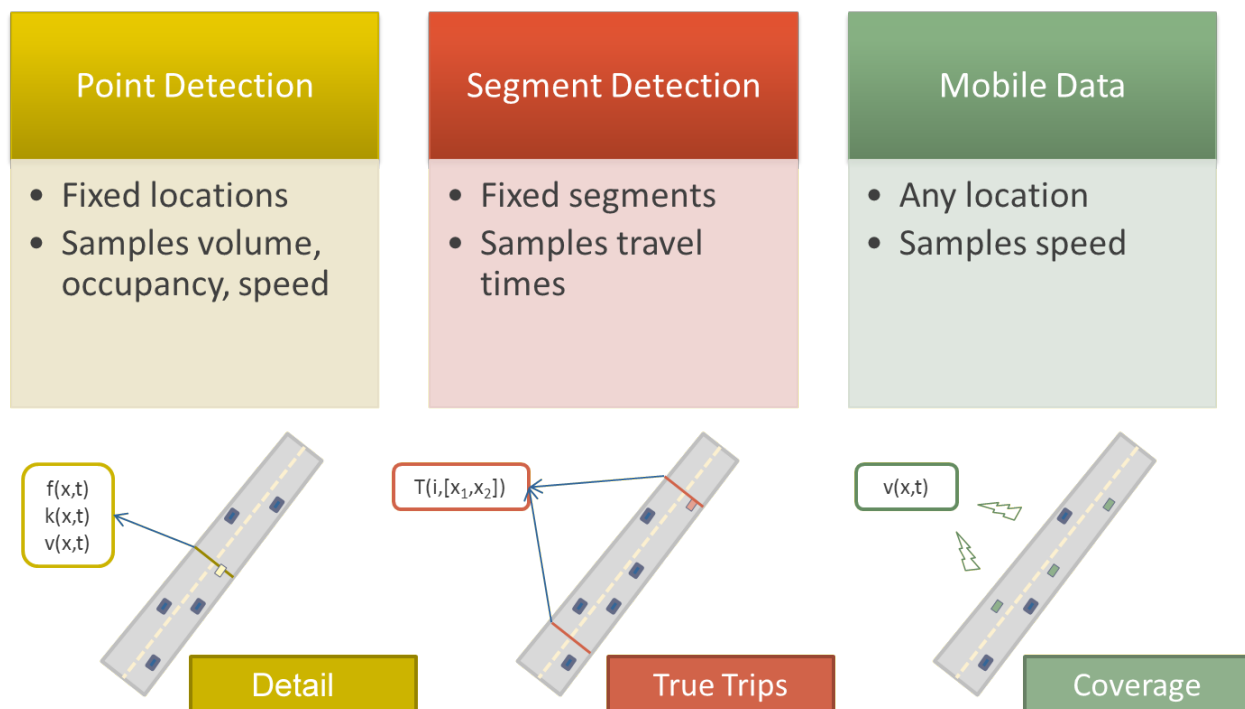 Point Detection
• Fixed locations
• Samples volume,
occupancy, speed
Segment Detection
• Fixed segments
• Samples travel
times
Mobile Data
• Any location
• Samples speed
f(x,t)
k(x,t)
v(x,t)
Detail
T(i,[x₁,x₂])
True Trips
v(x,t)
Coverage